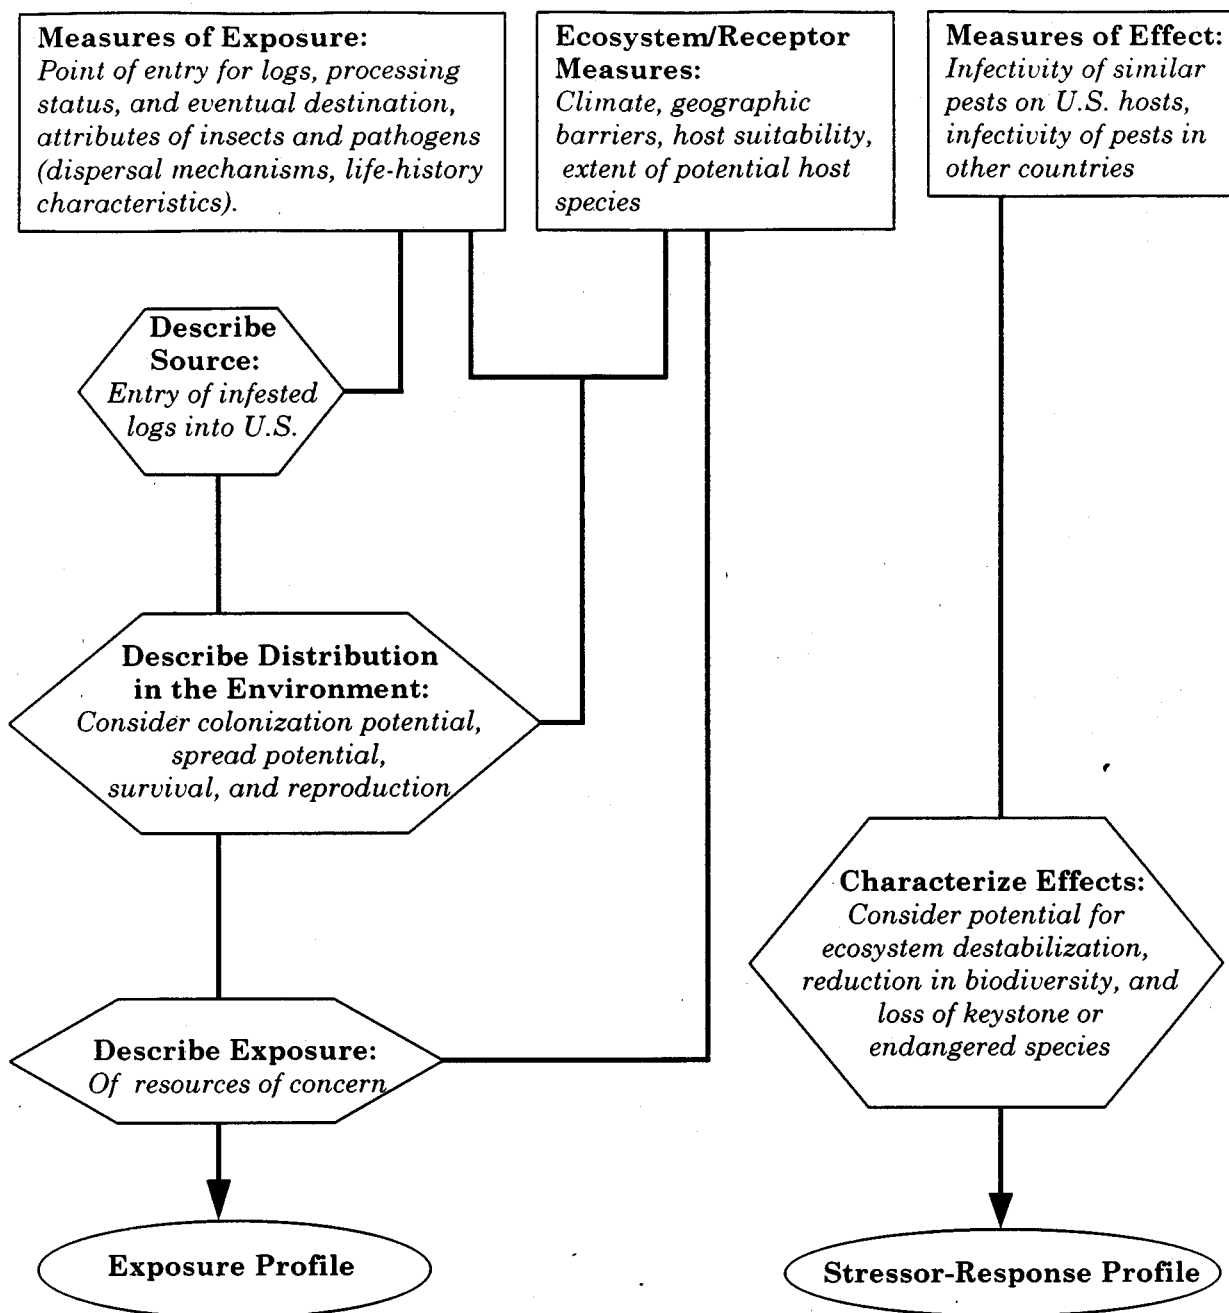 Measures of Exposure:
Point of entry for logs, processing
status, and eventual destination,
attributes of insects and pathogens
(dispersal mechanisms, life-history
characteristics).
Ecosystem/Receptor
Measures:
Climate, geographic
barriers, host suitability,
extent of potential host
species
Measures of Effect:
Infectivity of similar
pests on U.S. hosts,
infectivity of pests in
other countries
Describe
Source:
Entry of infested
logs into U.S.
Describe Distribution
in the Environment:
Consider colonization potential,
spread potential,
survival, and reproduction
Characterize Effects:
Consider potential for
ecosystem destabilization,
reduction in biodiversity, and
loss of keystone or
endangered species
Describe Exposure:
Of resources of concern
Exposure Profile
Stressor-Response Profile